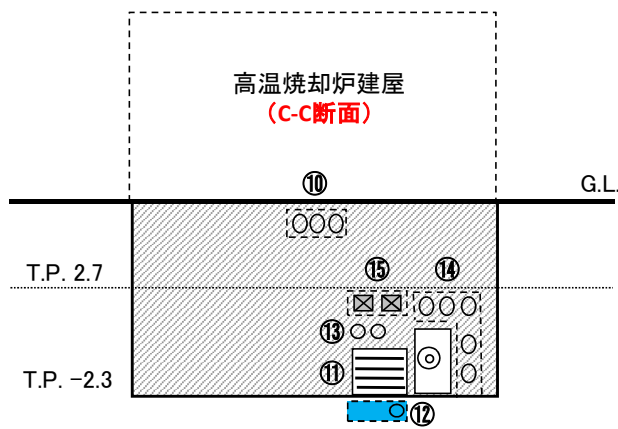 高温焼却炉建屋
（C-C断面）
⑩
G.L.
T.P. 2.7
⑮ ⑭
⑬
⑪
T.P. −2.3
⑫